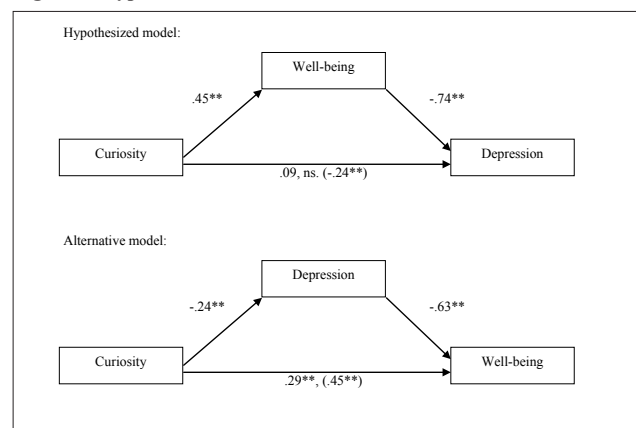 Hypothesized model:
Well-being
.45**
-.74**
Curiosity
Depression
.09, ns. (-.24**)
Alternative model:
Depression
-.24**
-.63**
Curiosity
Well-being
.29**, (.45**)